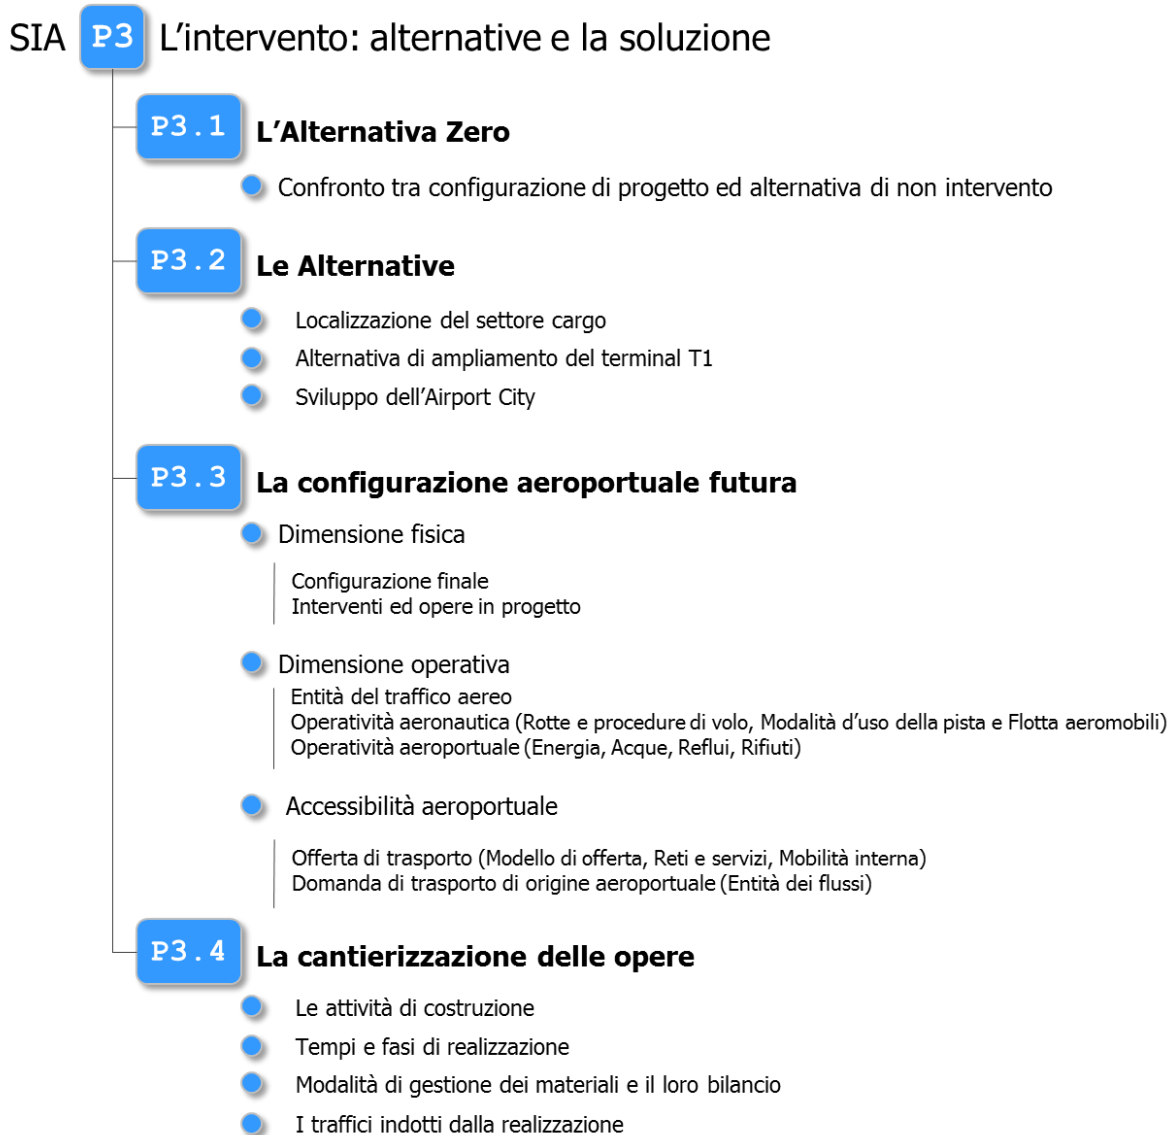 SIA P3 L'intervento: alternative e la soluzione
P3.1 L'Alternativa Zero
Confronto tra configurazione di progetto ed alternativa di non intervento
P3.2 Le Alternative
Localizzazione del settore cargo
Alternativa di ampliamento del terminal T1
Sviluppo dell'Airport City
P3.3 La configurazione aeroportuale futura
Dimensione fisica
Configurazione finale
Interventi ed opere in progetto
Dimensione operativa
Entità del traffico aereo
Operatività aeronautica (Rotte e procedure di volo, Modalità d'uso della pista e Flotta aeromobili)
Operatività aeroportuale (Energia, Acque, Reflui, Rifiuti)
Accessibilità aeroportuale
Offerta di trasporto (Modello di offerta, Reti e servizi, Mobilità interna)
Domanda di trasporto di origine aeroportuale (Entità dei flussi)
P3.4 La cantierizzazione delle opere
Le attività di costruzione
Tempi e fasi di realizzazione
Modalità di gestione dei materiali e il loro bilancio
I traffici indotti dalla realizzazione